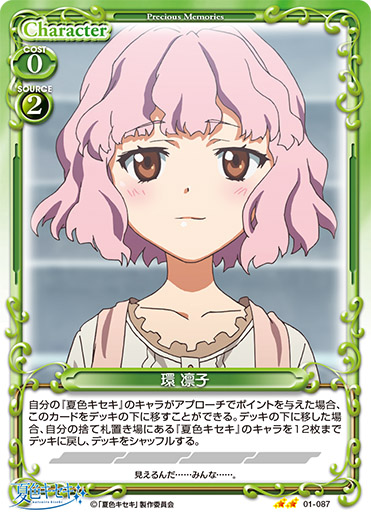 Precious Memories
Character
COST
0
SOURCE
2
環 凛子
自分の「夏色キセキ」のキャラがアプローチでポイントを与えた場合、
このカードをデッキの下に移すことができる。デッキの下に移した場
合、自分の捨て札置き場にある「夏色キセキ」のキャラを12枚まで
デッキに戻し、デッキをシャッフルする。
見えるんだ……みんな……。
夏色キセキ
©「夏色キセキ」製作委員会
01-087